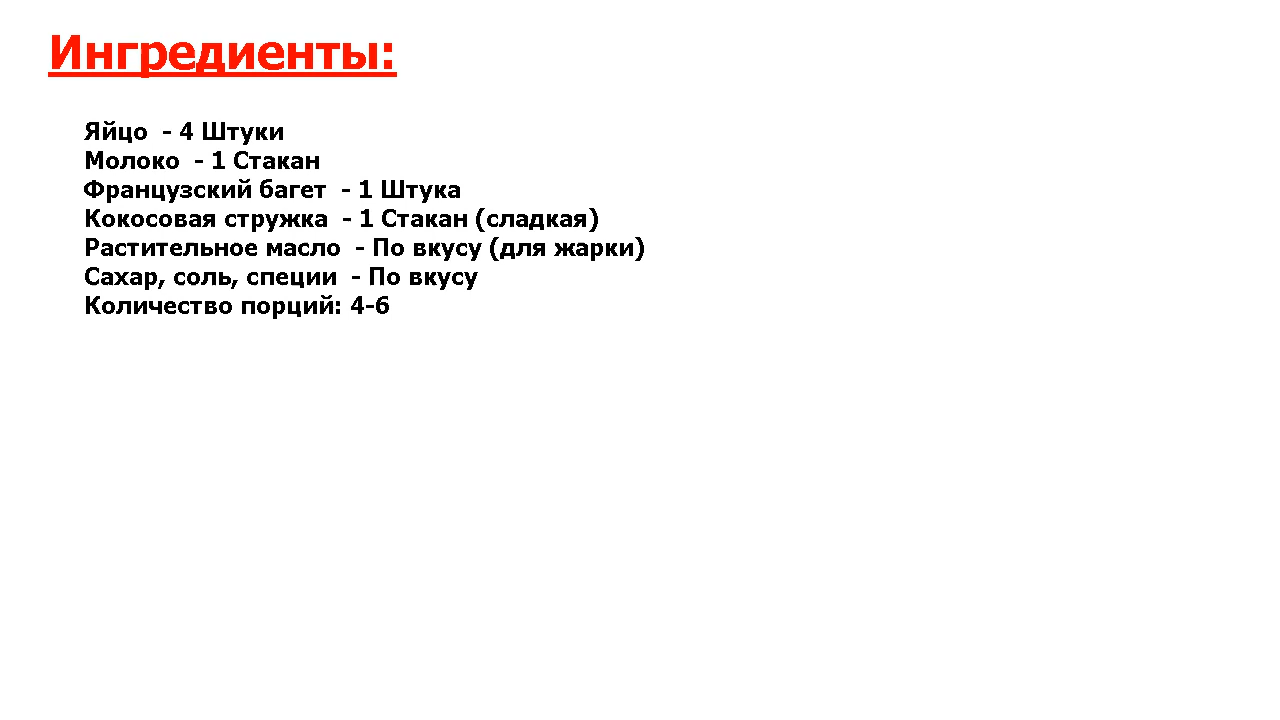 Ингредиенты:
Яйцо  - 4 Штуки
Молоко  - 1 Стакан
Французский багет  - 1 Штука
Кокосовая стружка  - 1 Стакан (сладкая)
Растительное масло  - По вкусу (для жарки)
Сахар, соль, специи  - По вкусу
Количество порций: 4-6